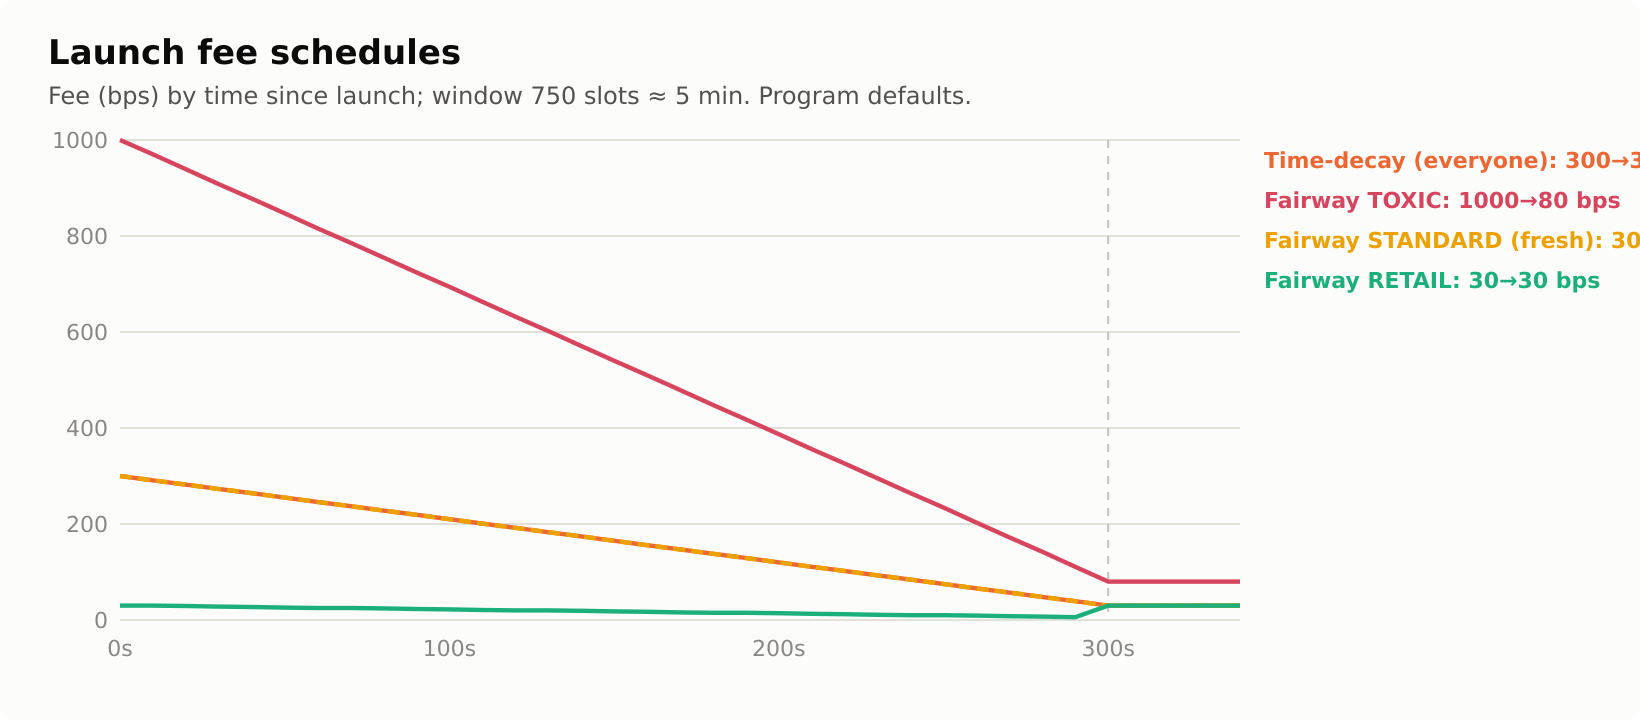 Launch fee schedules
Fee (bps) by time since launch; window 750 slots ≈ 5 min. Program defaults.
1000
800
600
400
200
0
0s
100s
200s
300s
Time-decay (everyone): 300→3
Fairway TOXIC: 1000→80 bps
Fairway STANDARD (fresh): 30
Fairway RETAIL: 30→30 bps